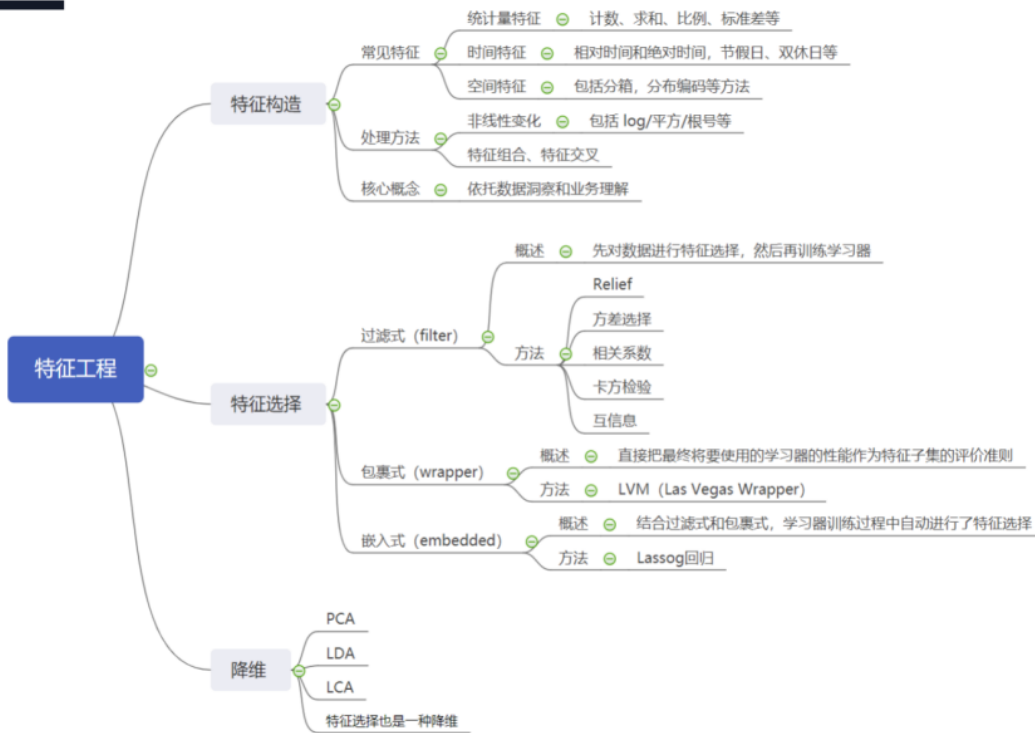 特征工程
特征构造
常见特征
统计量特征
计数、求和、比例、标准差等
时间特征
相对时间和绝对时间，节假日、双休日等
空间特征
包括分箱，分布编码等方法
处理方法
非线性变化
包括 log/平方/根号等
特征组合、特征交叉
核心概念
依托数据洞察和业务理解
特征选择
过滤式（filter）
概述
先对数据进行特征选择，然后再训练学习器
方法
Relief
方差选择
相关系数
卡方检验
互信息
包裹式（wrapper）
概述
直接把最终将要使用的学习器的性能作为特征子集的评价准则
方法
LVM（Las Vegas Wrapper）
嵌入式（embedded）
概述
结合过滤式和包裹式，学习器训练过程中自动进行了特征选择
方法
Lassog回归
降维
PCA
LDA
LCA
特征选择也是一种降维